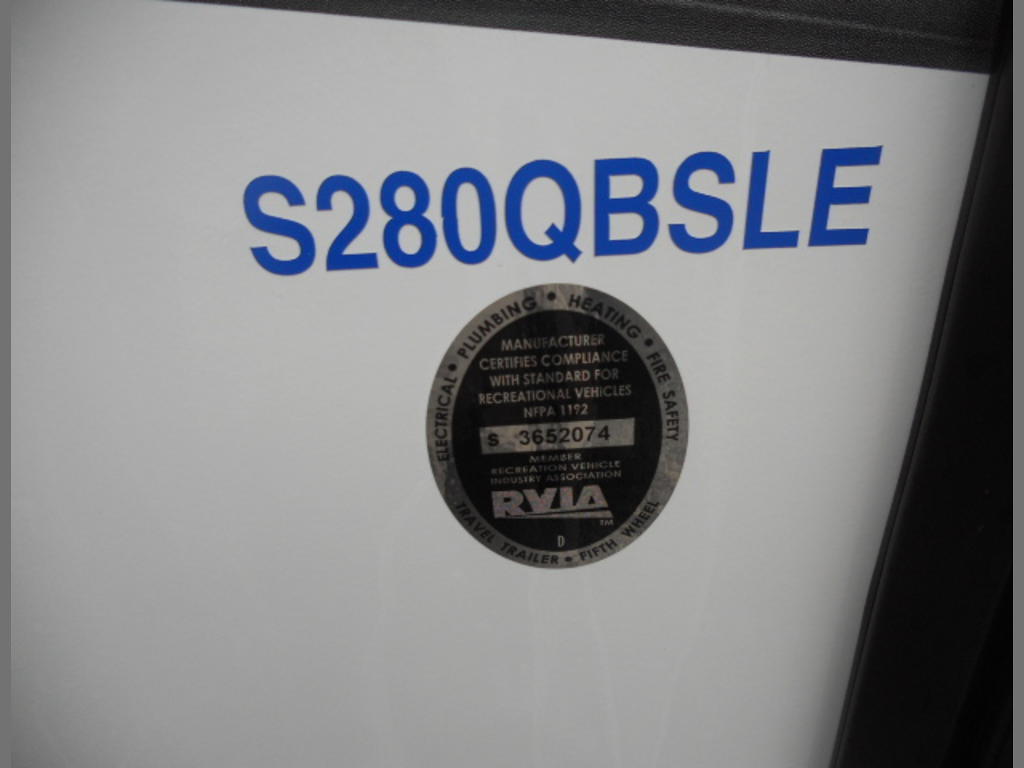 S280QBSLE
ELECTRICAL • PLUMBING • HEATING • FIRE SAFETY
MANUFACTURER
CERTIFIES COMPLIANCE
WITH STANDARD FOR
RECREATIONAL VEHICLES
NFPA 1192
S 3652074
MEMBER
RECREATION VEHICLE
INDUSTRY ASSOCIATION
RVIA
TM
D
TRAVEL TRAILER • FIFTH WHEEL